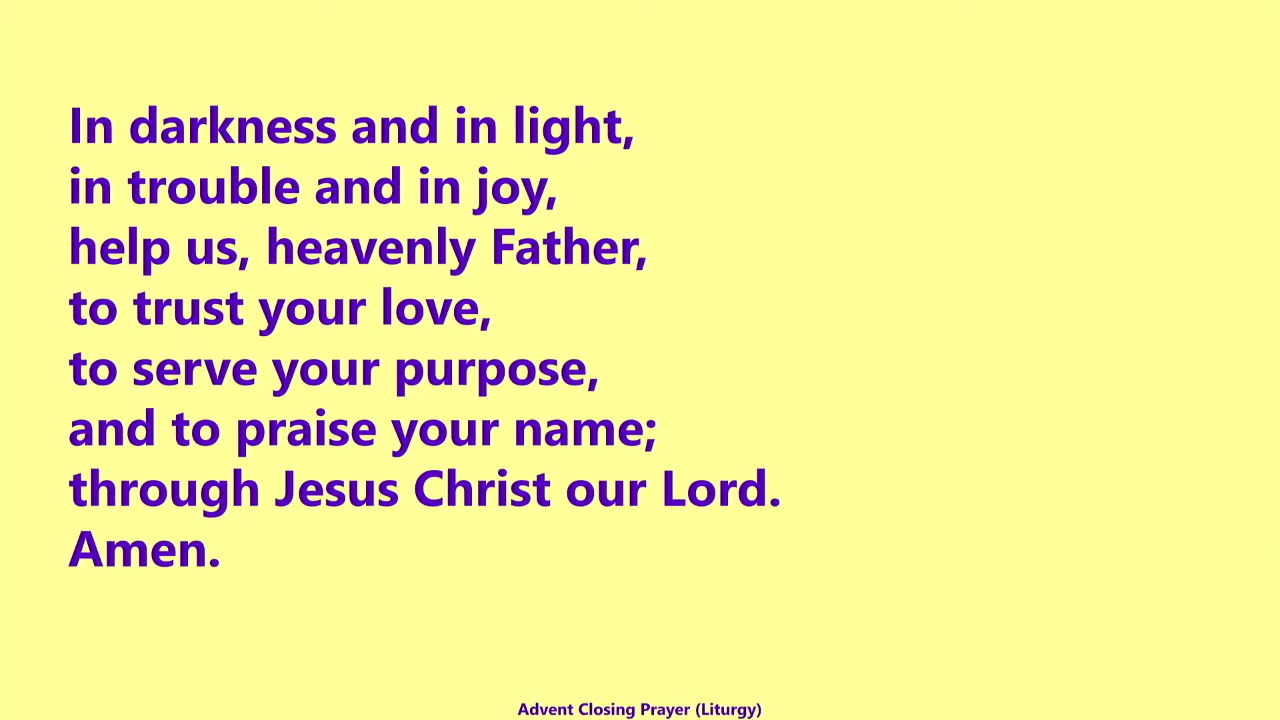 In darkness and in light,
in trouble and in joy,
help us, heavenly Father,
to trust your love,
to serve your purpose,
and to praise your name;
through Jesus Christ our Lord.
Amen.
Advent Closing Prayer (Liturgy)